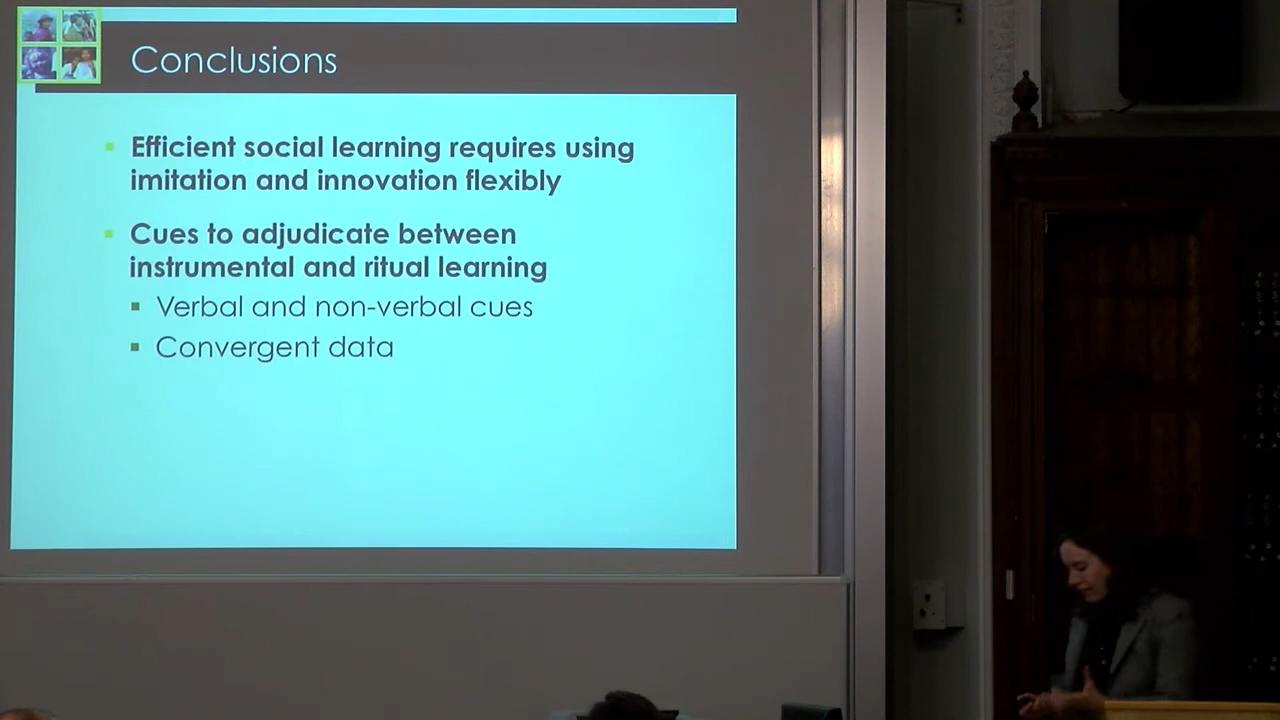 Conclusions
Efficient social learning requires using
imitation and innovation flexibly
Cues to adjudicate between
instrumental and ritual learning
Verbal and non-verbal cues
Convergent data